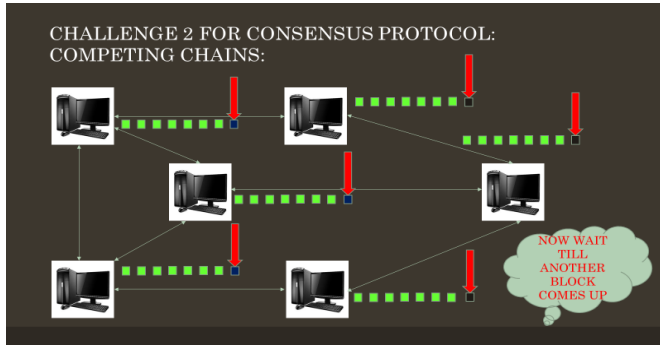 CHALLENGE 2 FOR CONSENSUS PROTOCOL:
COMPETING CHAINS:
NOW WAIT
TILL
ANOTHER
BLOCK
COMES UP